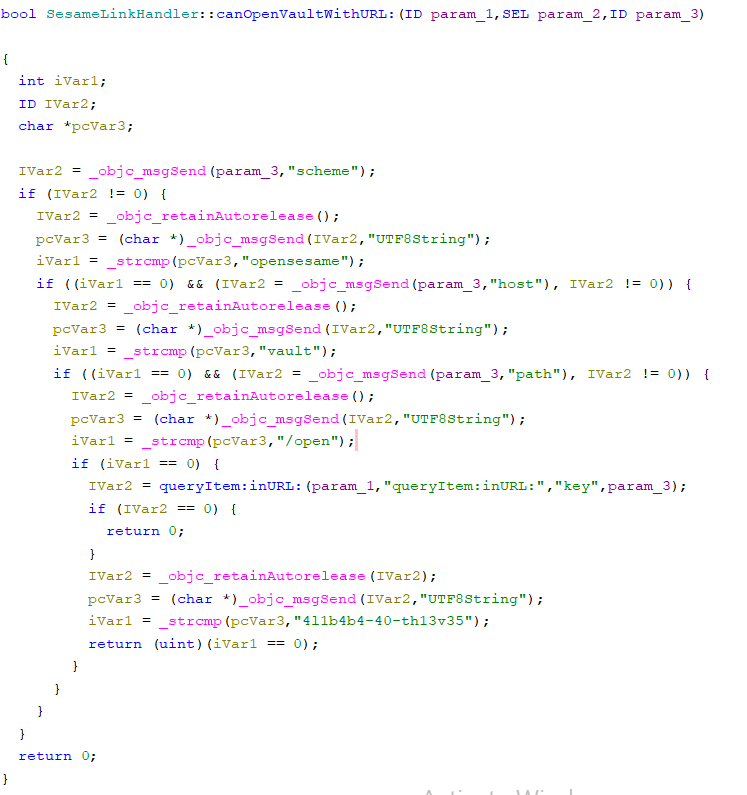 bool SesameLinkHandler::canOpenVaultWithURL:(ID param_1,SEL param_2,ID param_3)
{
int iVar1;
ID IVar2;
char *pcVar3;
IVar2 = _objc_msgSend(param_3,"scheme");
if (IVar2 != 0) {
IVar2 = _objc_retainAutorelease();
pcVar3 = (char *)_objc_msgSend(IVar2,"UTF8String");
iVar1 = _strcmp(pcVar3,"opensesame");
if ((iVar1 == 0) && (IVar2 = _objc_msgSend(param_3,"host"), IVar2 != 0)) {
IVar2 = _objc_retainAutorelease();
pcVar3 = (char *)_objc_msgSend(IVar2,"UTF8String");
iVar1 = _strcmp(pcVar3,"vault");
if ((iVar1 == 0) && (IVar2 = _objc_msgSend(param_3,"path"), IVar2 != 0)) {
IVar2 = _objc_retainAutorelease();
pcVar3 = (char *)_objc_msgSend(IVar2,"UTF8String");
iVar1 = _strcmp(pcVar3,"/open");
if (iVar1 == 0) {
IVar2 = queryItem:inURL:(param_1,"queryItem:inURL:","key",param_3);
if (IVar2 == 0) {
return 0;
}
IVar2 = _objc_retainAutorelease(IVar2);
pcVar3 = (char *)_objc_msgSend(IVar2,"UTF8String");
iVar1 = _strcmp(pcVar3,"4l1b4b4-40-th13v35");
return (uint)(iVar1 == 0);
}
}
}
}
return 0;
}